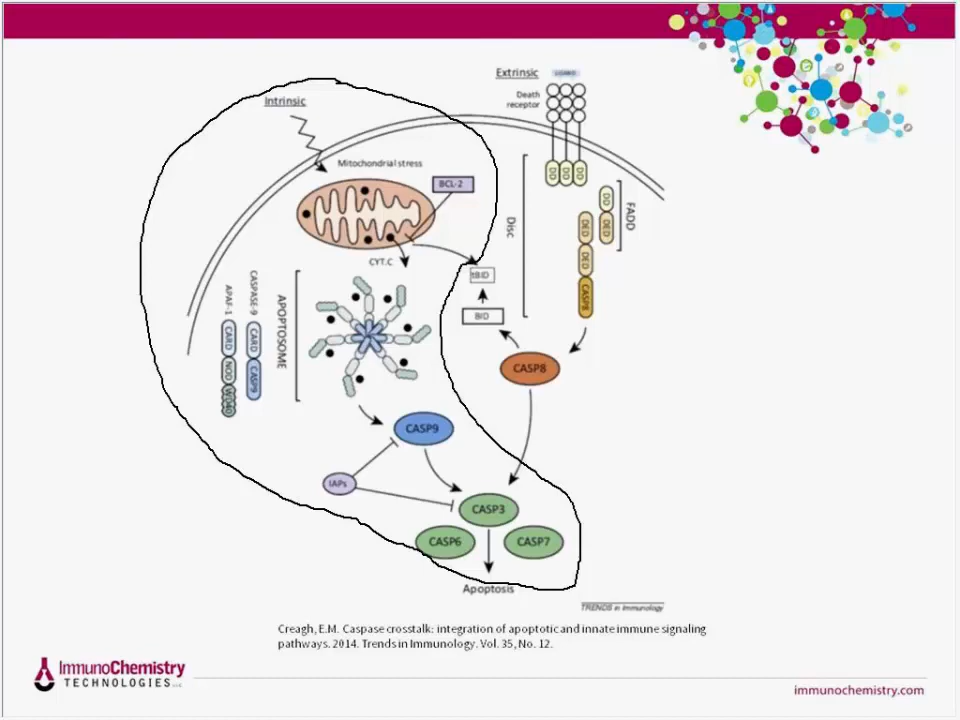 Extrinsic
LIGAND
Death
receptor
Intrinsic
Mitochondrial stress
BCL-2
CYT.C
DD DD DD
DD
DED
FADD
Disc
DED
DED
CASP8
tBID
BID
CASP8
APOPTOSOME
CASPASE-9
CARD
CASP9
APAF-1
CARD
NOD
WD40
CASP9
IAPs
CASP3
CASP6
CASP7
Apoptosis
TRENDS in Immunology
Creagh, E.M. Caspase crosstalk: integration of apoptotic and innate immune signaling
pathways. 2014. Trends in Immunology. Vol. 35, No. 12.
ImmunoChemistry
TECHNOLOGIES LLC
immunochemistry.com